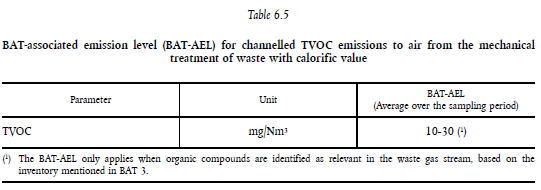 Table 6.5
BAT-associated emission level (BAT-AEL) for channelled TVOC emissions to air from the mechanical
treatment of waste with calorific value
Parameter Unit BAT-AEL
(Average over the sampling period)
TVOC mg/Nm³ 10-30 (¹)
(¹) The BAT-AEL only applies when organic compounds are identified as relevant in the waste gas stream, based on the
inventory mentioned in BAT 3.